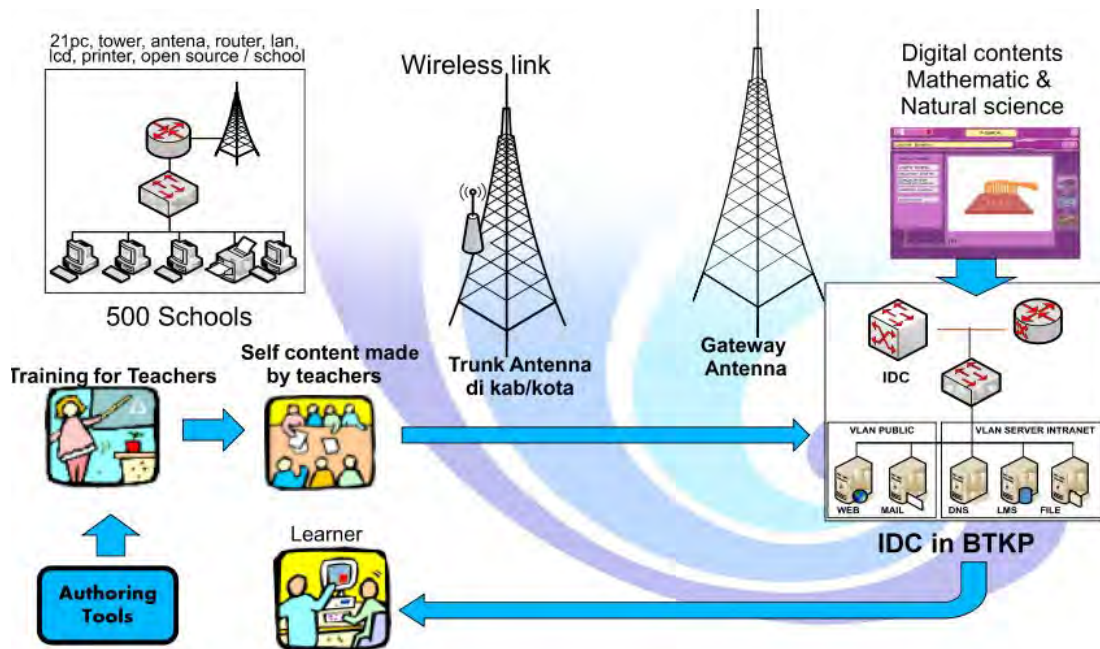 21pc, tower, antena, router, lan,
lcd, printer, open source / school
500 Schools
Wireless link
Trunk Antenna
di kab/kota
Gateway
Antenna
Digital contents
Mathematic &
Natural science
IDC
VLAN PUBLIC
VLAN SERVER INTRANET
WEB
MAIL
DNS
LMS
FILE
IDC in BTKP
Training for Teachers
Self content made
by teachers
Learner
Authoring
Tools